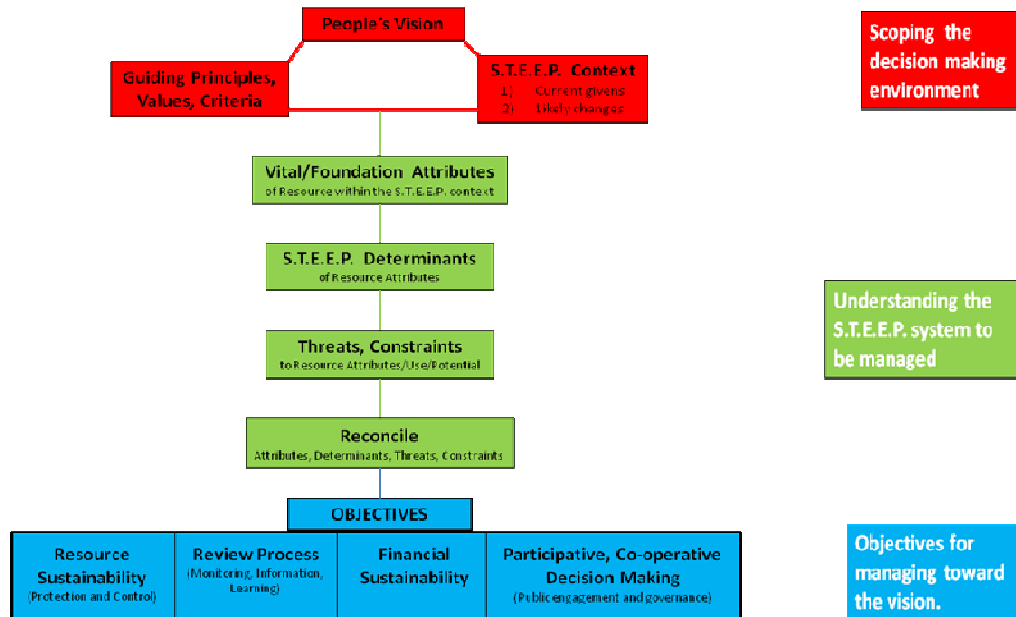 People's Vision
Guiding Principles,
Values, Criteria
S.T.E.E.P. Context
1) Current givens
2) Likely changes
Scoping the
decision making
environment
Vital/Foundation Attributes
of Resource within the S.T.E.E.P. context
S.T.E.E.P. Determinants
of Resource Attributes
Threats, Constraints
to Resource Attributes/Use/Potential
Understanding the
S.T.E.E.P. system to
be managed
Reconcile
Attributes, Determinants, Threats, Constraints
OBJECTIVES
Resource
Sustainability
(Protection and Control)
Review Process
(Monitoring, Information,
Learning)
Financial
Sustainability
Participative, Co-operative
Decision Making
(Public engagement and governance)
Objectives for
managing toward
the vision.